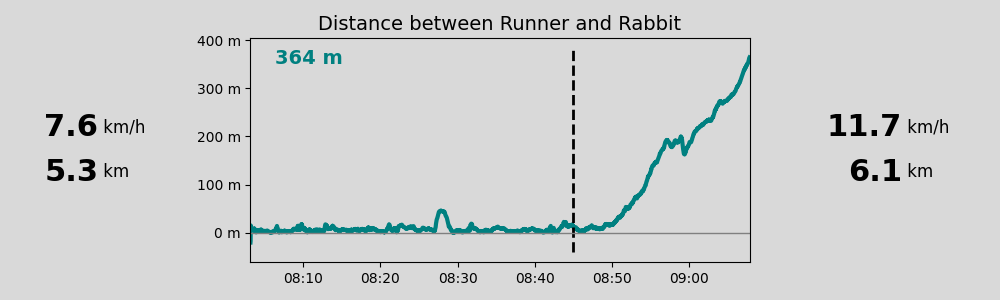 Distance between Runner and Rabbit
400 m
364 m
300 m
200 m
100 m
0 m
08:10 08:20 08:30 08:40 08:50 09:00
7.6 km/h
5.3 km
11.7 km/h
6.1 km